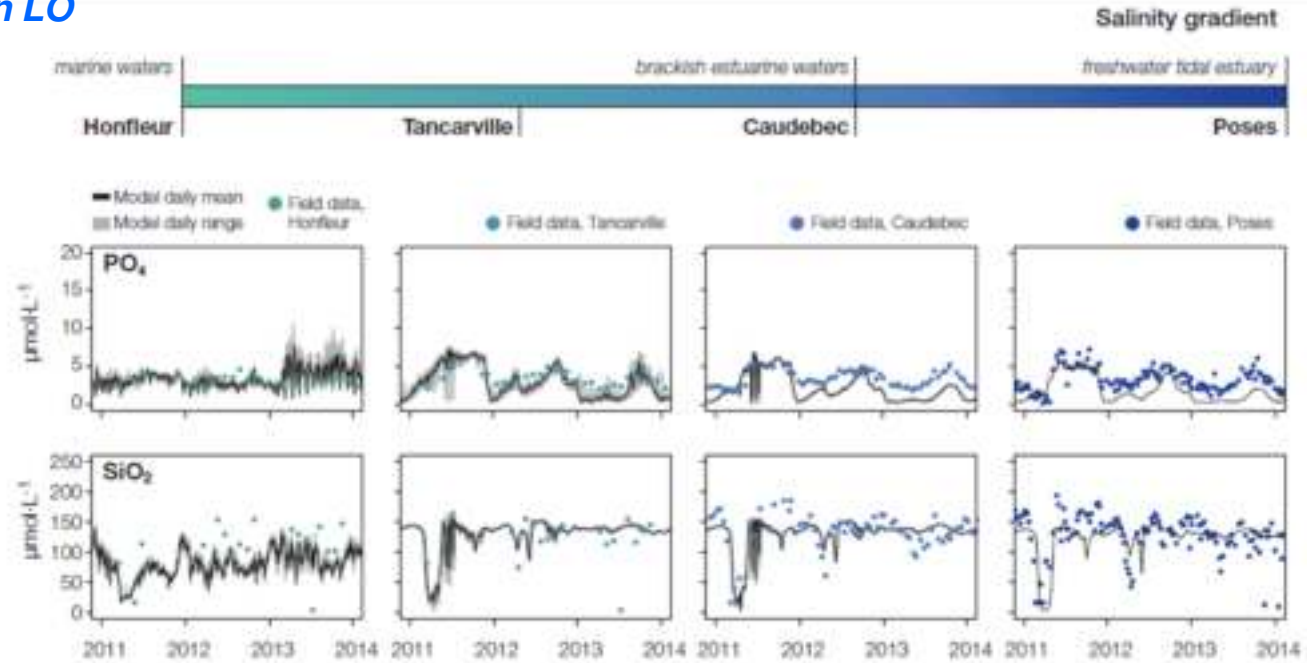 n LO
Salinity gradient
marine waters
brackish estuarine waters
freshwater tidal estuary
Honfleur
Tancarville
Caudebec
Poses
Model daily mean
Model daily range
Field data,
Honfleur
Field data, Tancarville
Field data, Caudebec
Field data, Poses
PO₄
µmol·L⁻¹
20
15
10
5
0
SiO₂
µmol·L⁻¹
250
200
150
100
50
0
2011 2012 2013 2014 2011 2012 2013 2014 2011 2012 2013 2014 2011 2012 2013 2014